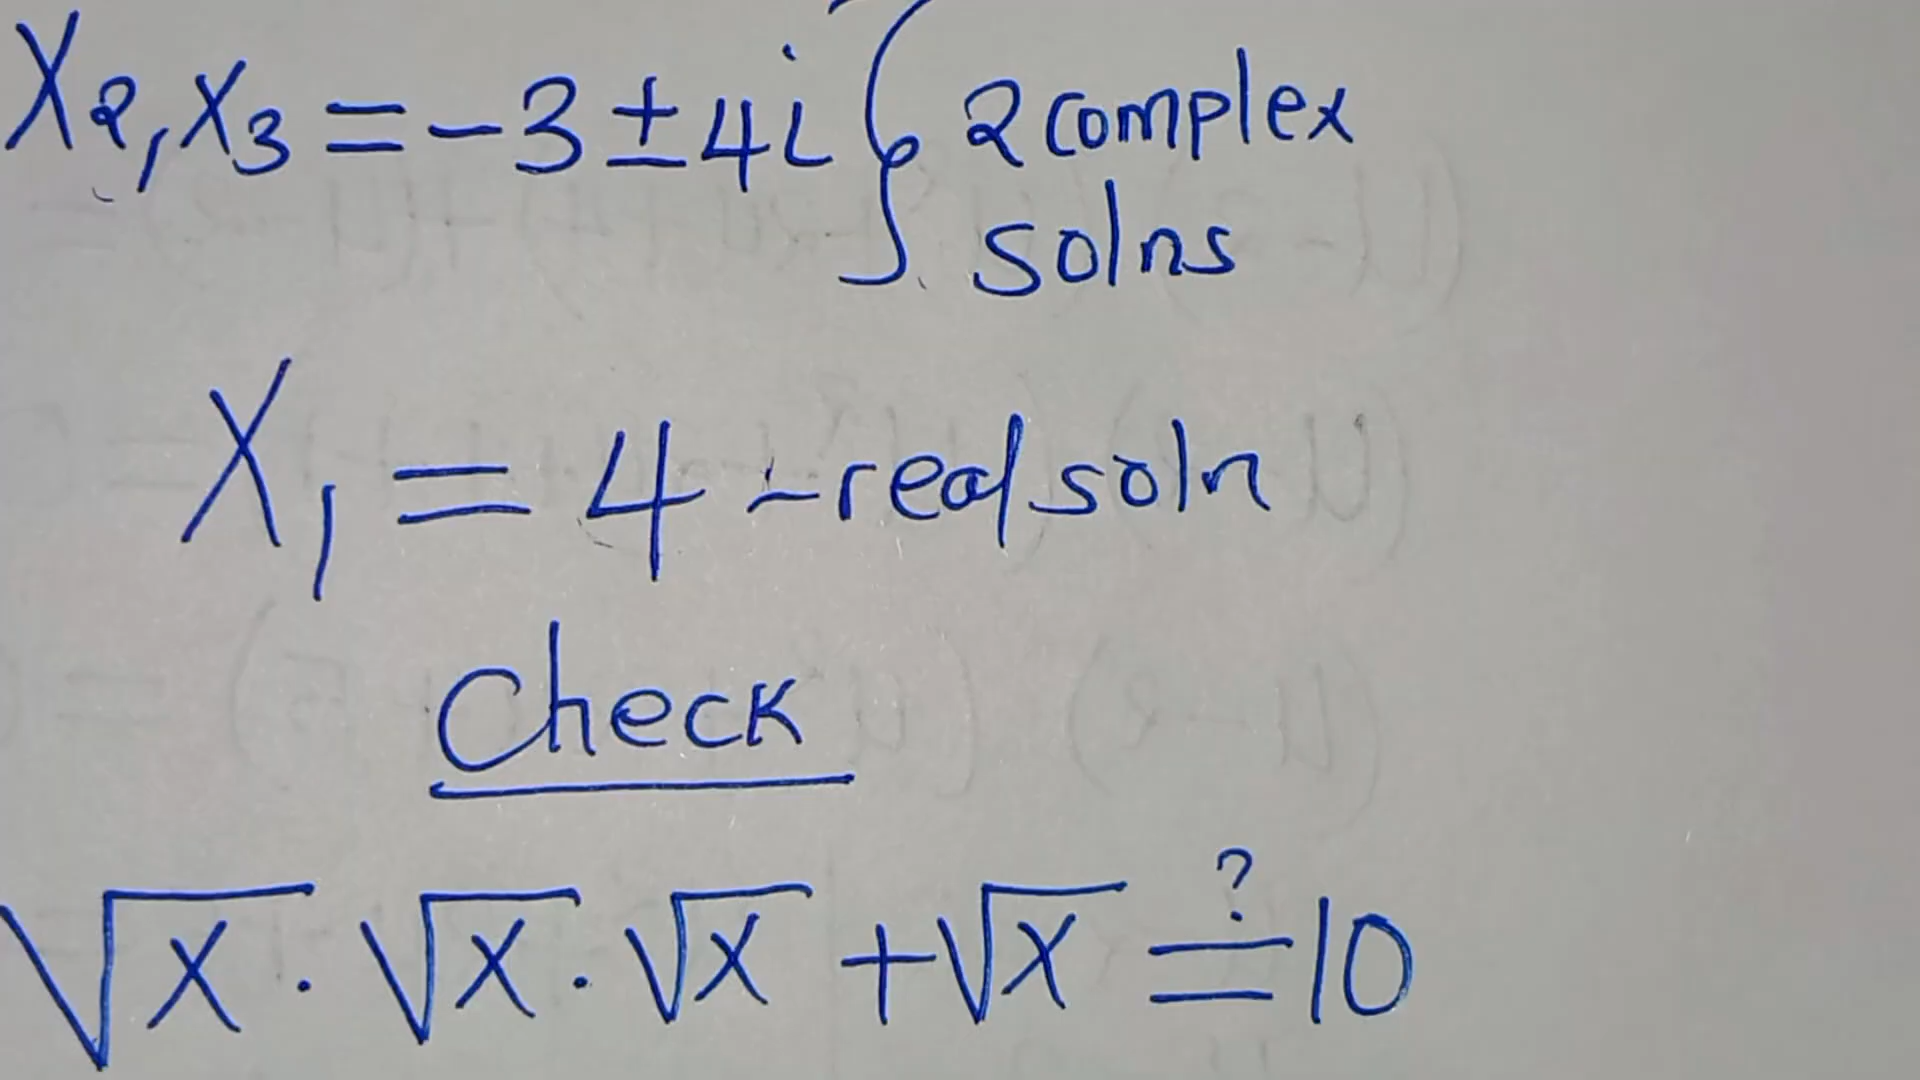 X2,X3 = -3 ± 4i } 2 complex
solns
X1 = 4 - real soln
Check
√x · √x · √x + √x ≟ 10